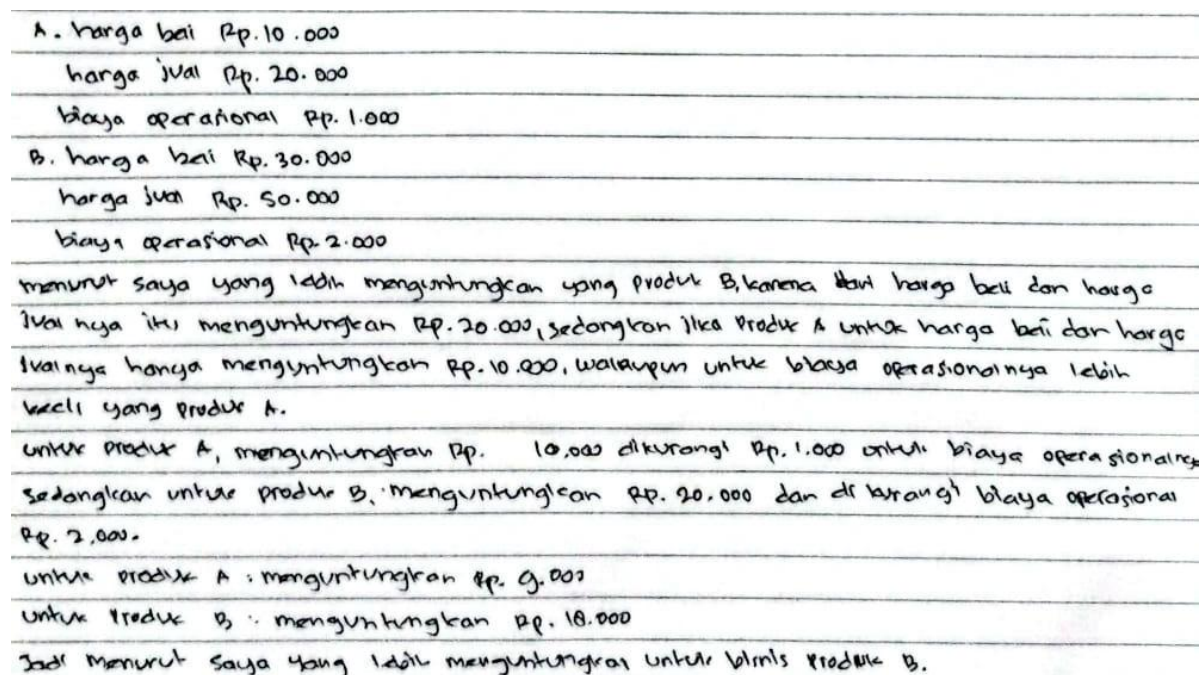 A. harga beli Rp. 10.000
harga jual Rp. 20.000
biaya operasional Rp. 1.000
B. harga beli Rp. 30.000
harga jual Rp. 50.000
biaya operasional Rp. 2.000
menurut saya yang lebih menguntungkan yang produk B, karena dari harga beli dan harga
jual nya itu menguntungkan Rp. 20.000, sedangkan jika produk A untuk harga beli dan harga
jualnya hanya menguntungkan Rp. 10.000, walaupun untuk biaya operasionalnya lebih
kecil yang produk A.
untuk produk A, menguntungkan Rp. 10.000 dikurangi Rp. 1.000 untuk biaya operasionalnya
sedangkan untuk produk B, menguntungkan Rp. 20.000 dan di kurangi biaya operasional
Rp. 2.000.
untuk produk A : menguntungkan Rp. 9.000
untuk produk B : menguntungkan Rp. 18.000
Jadi menurut saya yang lebih menguntungkan untuk bisnis produk B.